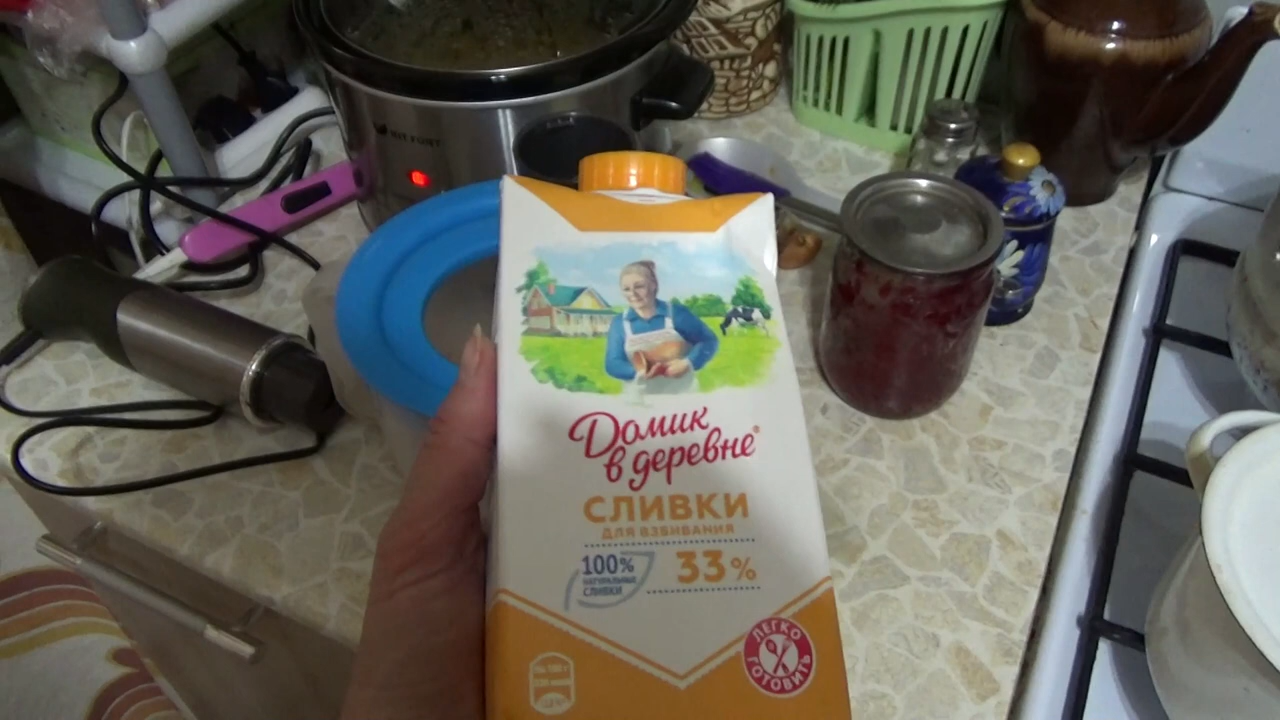 Домик
в деревне®
СЛИВКИ
ДЛЯ ВЗБИВАНИЯ
100%
НАТУРАЛЬНЫЕ
СЛИВКИ
33%
ЛЕГКО
ГОТОВИТЬ